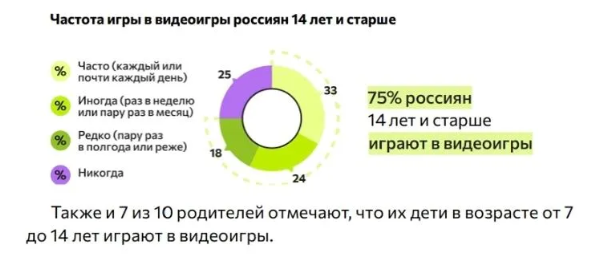 Частота игры в видеоигры россиян 14 лет и старше
% Часто (каждый или
почти каждый день)
% Иногда (раз в неделю
или пару раз в месяц)
% Редко (пару раз
в полгода или реже)
% Никогда
25
33
18
24
75% россиян
14 лет и старше
играют в видеоигры
Также и 7 из 10 родителей отмечают, что их дети в возрасте от 7
до 14 лет играют в видеоигры.